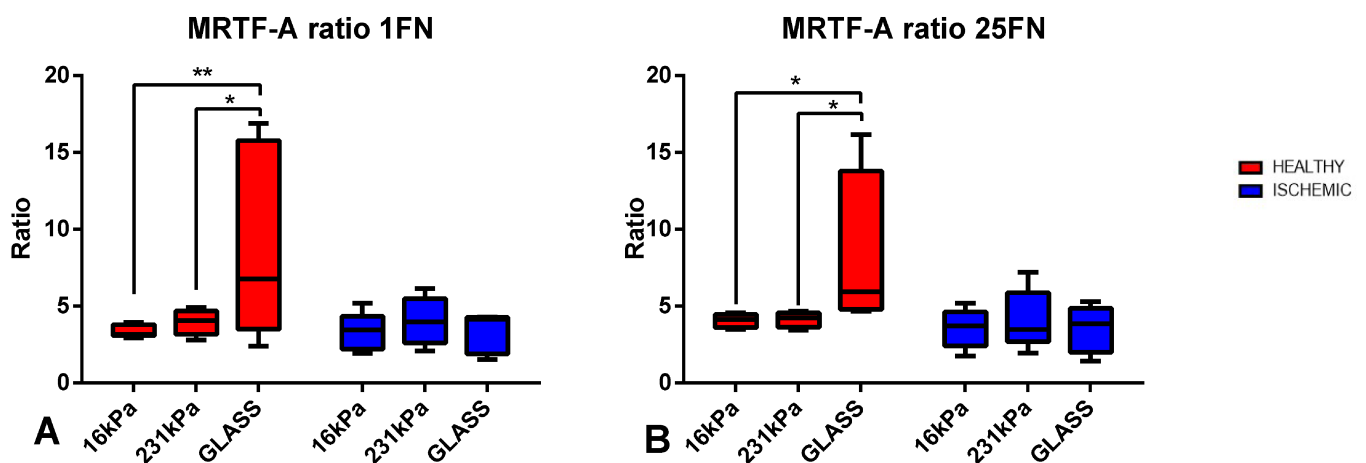 MRTF-A ratio 1FN
Ratio
20
15
10
5
0
**
*
16kPa
231kPa
GLASS
16kPa
231kPa
GLASS
A
MRTF-A ratio 25FN
Ratio
20
15
10
5
0
*
*
16kPa
231kPa
GLASS
16kPa
231kPa
GLASS
B
HEALTHY
ISCHEMIC